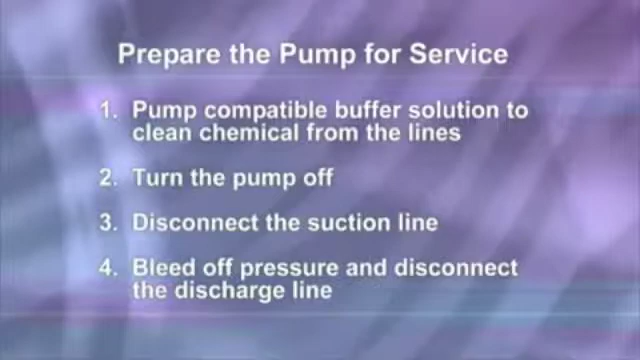 Prepare the Pump for Service
1. Pump compatible buffer solution to
clean chemical from the lines
2. Turn the pump off
3. Disconnect the suction line
4. Bleed off pressure and disconnect
the discharge line